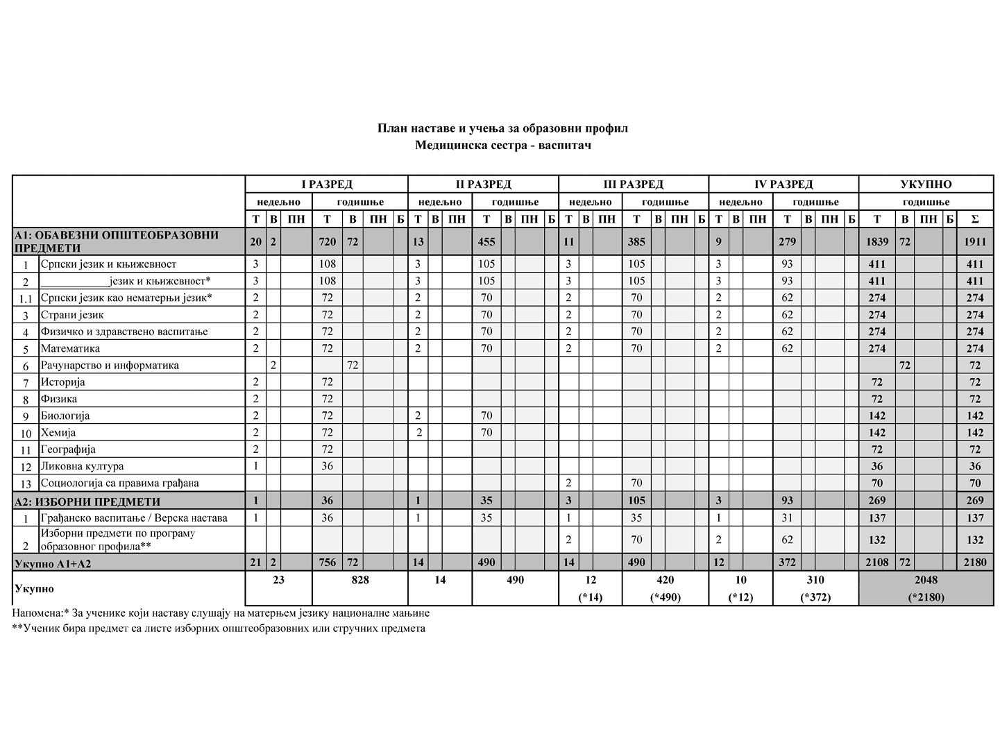 План наставе и учења за образовни профил
Медицинска сестра - васпитач
I РАЗРЕД II РАЗРЕД III РАЗРЕД IV РАЗРЕД УКУПНО
недељно годишње недељно годишње недељно годишње недељно годишње годишње
Т В ПН Т В ПН Б Т В ПН Т В ПН Б Т В ПН Т В ПН Б Т В ПН Т В ПН Б Т В ПН Б Σ
А1: ОБАВЕЗНИ ОПШТЕОБРАЗОВНИ
ПРЕДМЕТИ 20 2 720 72 13 455 11 385 9 279 1839 72 1911
1 Српски језик и књижевност 3 108 3 105 3 105 3 93 411 411
2 _____________језик и књижевност* 3 108 3 105 3 105 3 93 411 411
1.1 Српски језик као нематерњи језик* 2 72 2 70 2 70 2 62 274 274
3 Страни језик 2 72 2 70 2 70 2 62 274 274
4 Физичко и здравствено васпитање 2 72 2 70 2 70 2 62 274 274
5 Математика 2 72 2 70 2 70 2 62 274 274
6 Рачунарство и информатика 2 72 72 72
7 Историја 2 72 72 72
8 Физика 2 72 72 72
9 Биологија 2 72 2 70 142 142
10 Хемија 2 72 2 70 142 142
11 Географија 2 72 72 72
12 Ликовна култура 1 36 36 36
13 Социологија са правима грађана 2 70 70 70
А2: ИЗБОРНИ ПРЕДМЕТИ 1 36 1 35 3 105 3 93 269 269
1 Грађанско васпитање / Верска настава 1 36 1 35 1 35 1 31 137 137
Изборни предмети по програму
2 образовног профила** 2 70 2 62 132 132
Укупно А1+А2 21 2 756 72 14 490 14 490 12 372 2108 72 2180
Укупно 23 828 14 490 12 420 10 310 2048
(*14) (*490) (*12) (*372) (*2180)
Напомена:* За ученике који наставу слушају на матерњем језику националне мањине
**Ученик бира предмет са листе изборних општеобразовних или стручних предмета